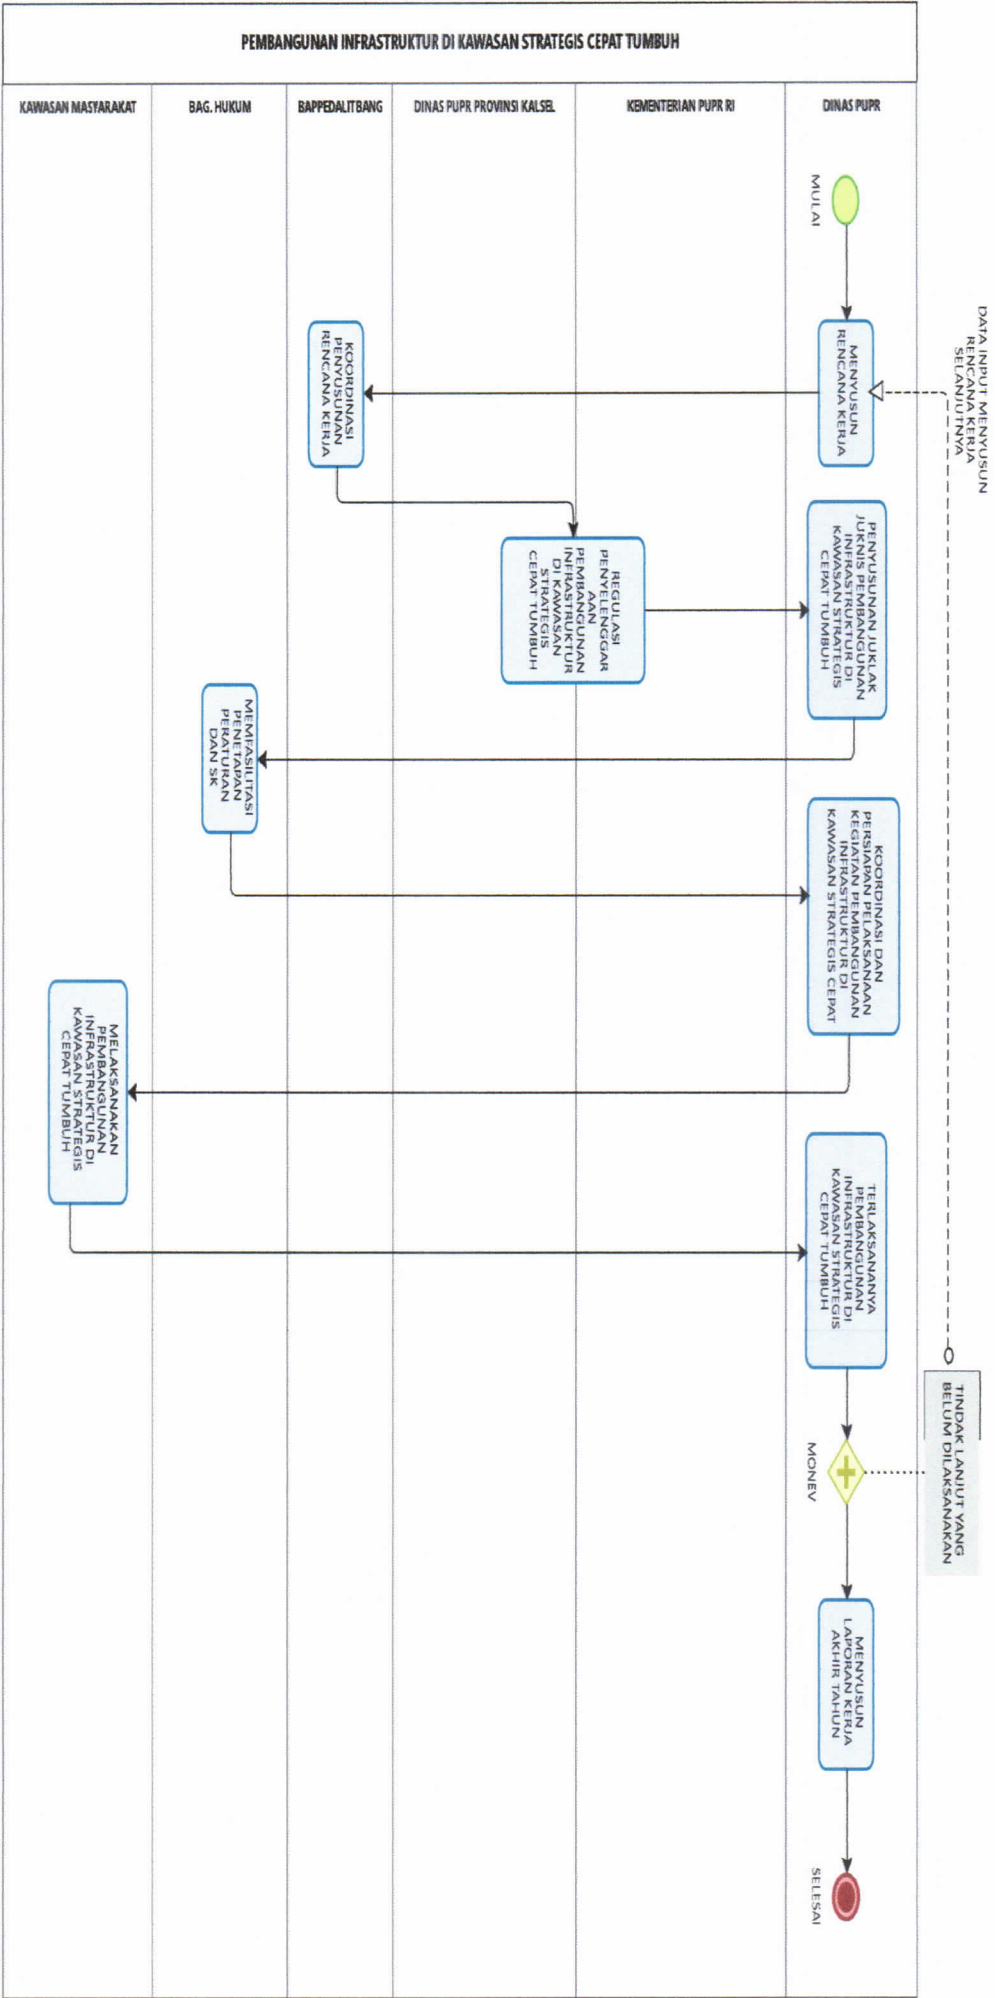 PEMBANGUNAN INFRASTRUKTUR DI KAWASAN STRATEGIS CEPAT TUMBUH
KAWASAN MASYARAKAT
BAG. HUKUM
BAPPEDALITBANG
DINAS PUPR PROVINSI KALSEL
KEMENTERIAN PUPR RI
DINAS PUPR
MULAI
DATA INPUT MENYUSUN
RENCANA KERJA
SELANJUTNYA
MENYUSUN
RENCANA KERJA
KOORDINASI
PENYUSUNAN
RENCANA KERJA
REGULASI
PENYELENGGAR
AAN
PEMBANGUNAN
INFRASTRUKTUR
DI KAWASAN
STRATEGIS
CEPAT TUMBUH
PENYUSUNAN JUKLAK
JUKNIS PEMBANGUNAN
INFRASTRUKTUR DI
KAWASAN STRATEGIS
CEPAT TUMBUH
MEMFASILITASI
PENETAPAN
PERATURAN
DAN SK
KOORDINASI DAN
PERSIAPAN PELAKSANAAN
KEGIATAN PEMBANGUNAN
INFRASTRUKTUR DI
KAWASAN STRATEGIS CEPAT
MELAKSANAKAN
PEMBANGUNAN
INFRASTRUKTUR DI
KAWASAN STRATEGIS
CEPAT TUMBUH
TERLAKSANANYA
PEMBANGUNAN
INFRASTRUKTUR DI
KAWASAN STRATEGIS
CEPAT TUMBUH
MONEV
TINDAK LANJUT YANG
BELUM DILAKSANAKAN
MENYUSUN
LAPORAN KERJA
AKHIR TAHUN
SELESAI